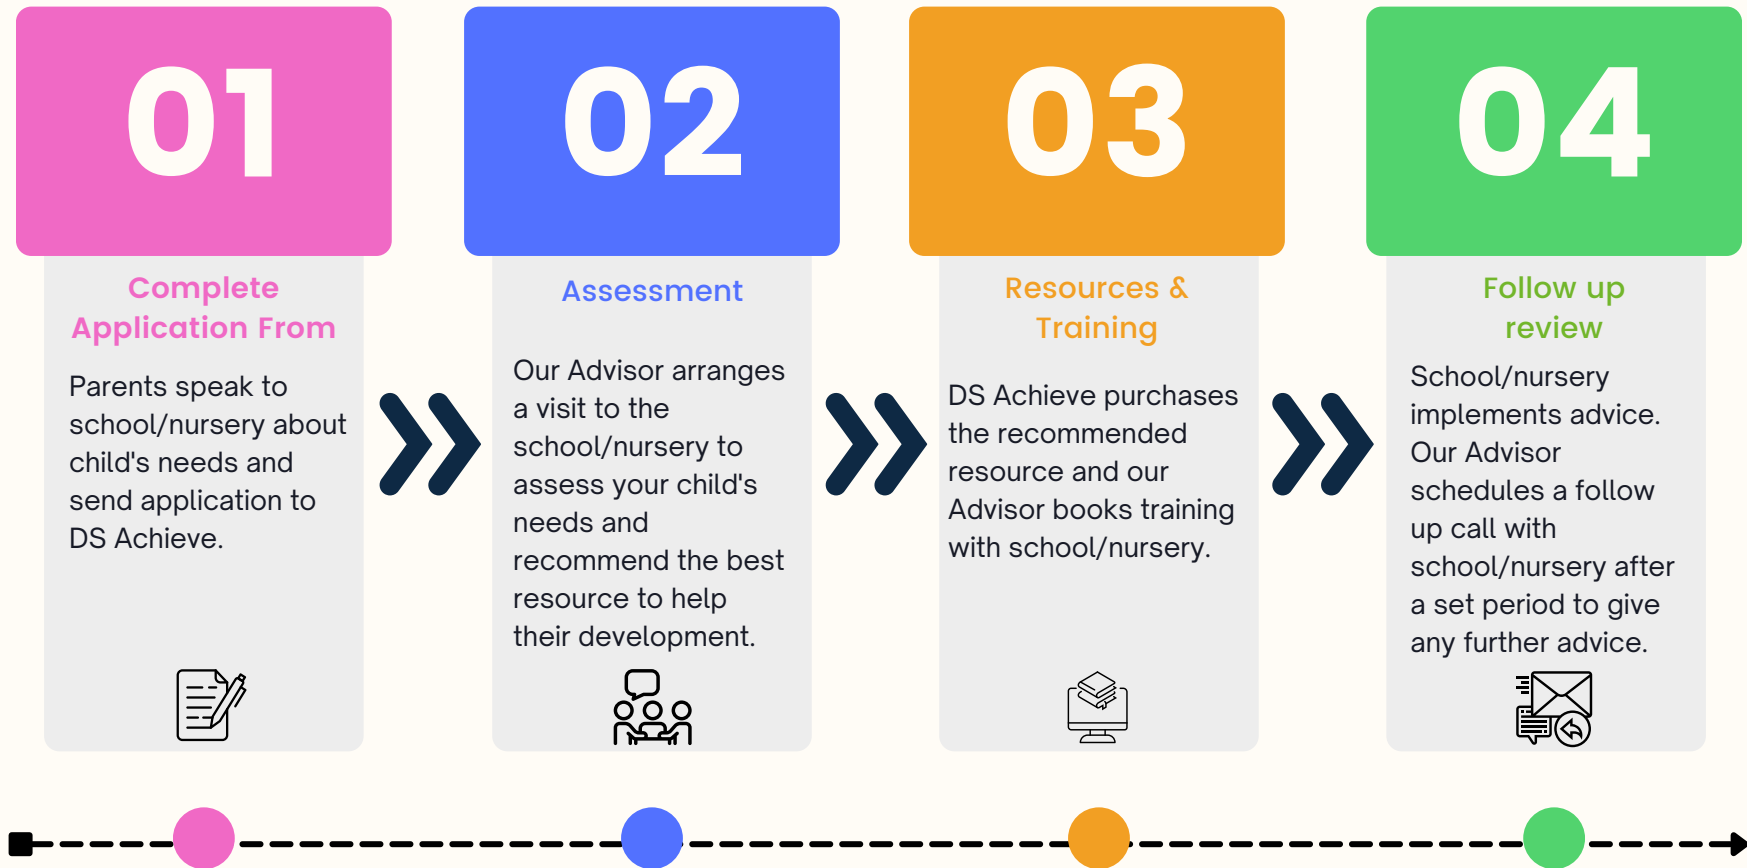 01
Complete
Application From
Parents speak to
school/nursery about
child's needs and
send application to
DS Achieve.
02
Assessment
Our Advisor arranges
a visit to the
school/nursery to
assess your child's
needs and
recommend the best
resource to help
their development.
03
Resources &
Training
DS Achieve purchases
the recommended
resource and our
Advisor books training
with school/nursery.
04
Follow up
review
School/nursery
implements advice.
Our Advisor
schedules a follow
up call with
school/nursery after
a set period to give
any further advice.